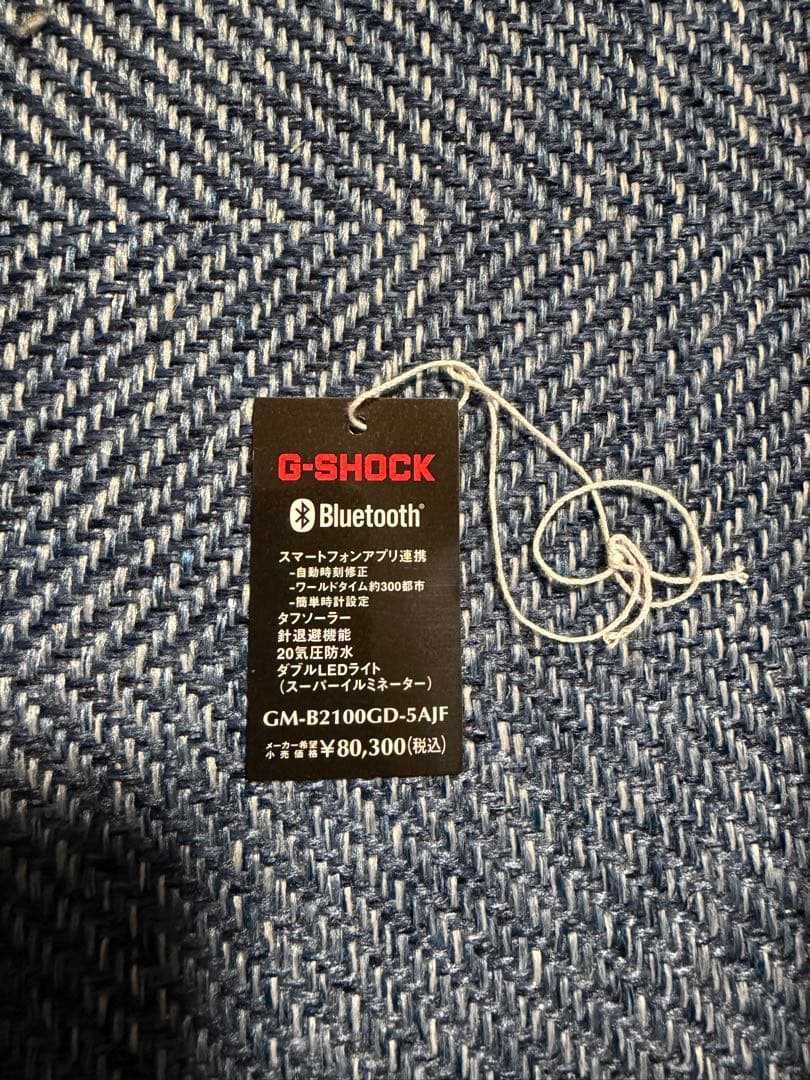 G-SHOCK
Bluetooth®
スマートフォンアプリ連携
-自動時刻修正
-ワールドタイム約300都市
-簡単時計設定
タフソーラー
針退避機能
20気圧防水
ダブルLEDライト
(スーパーイルミネーター)
GM-B2100GD-5AJF
メーカー希望小売価格 ¥80,300(税込)